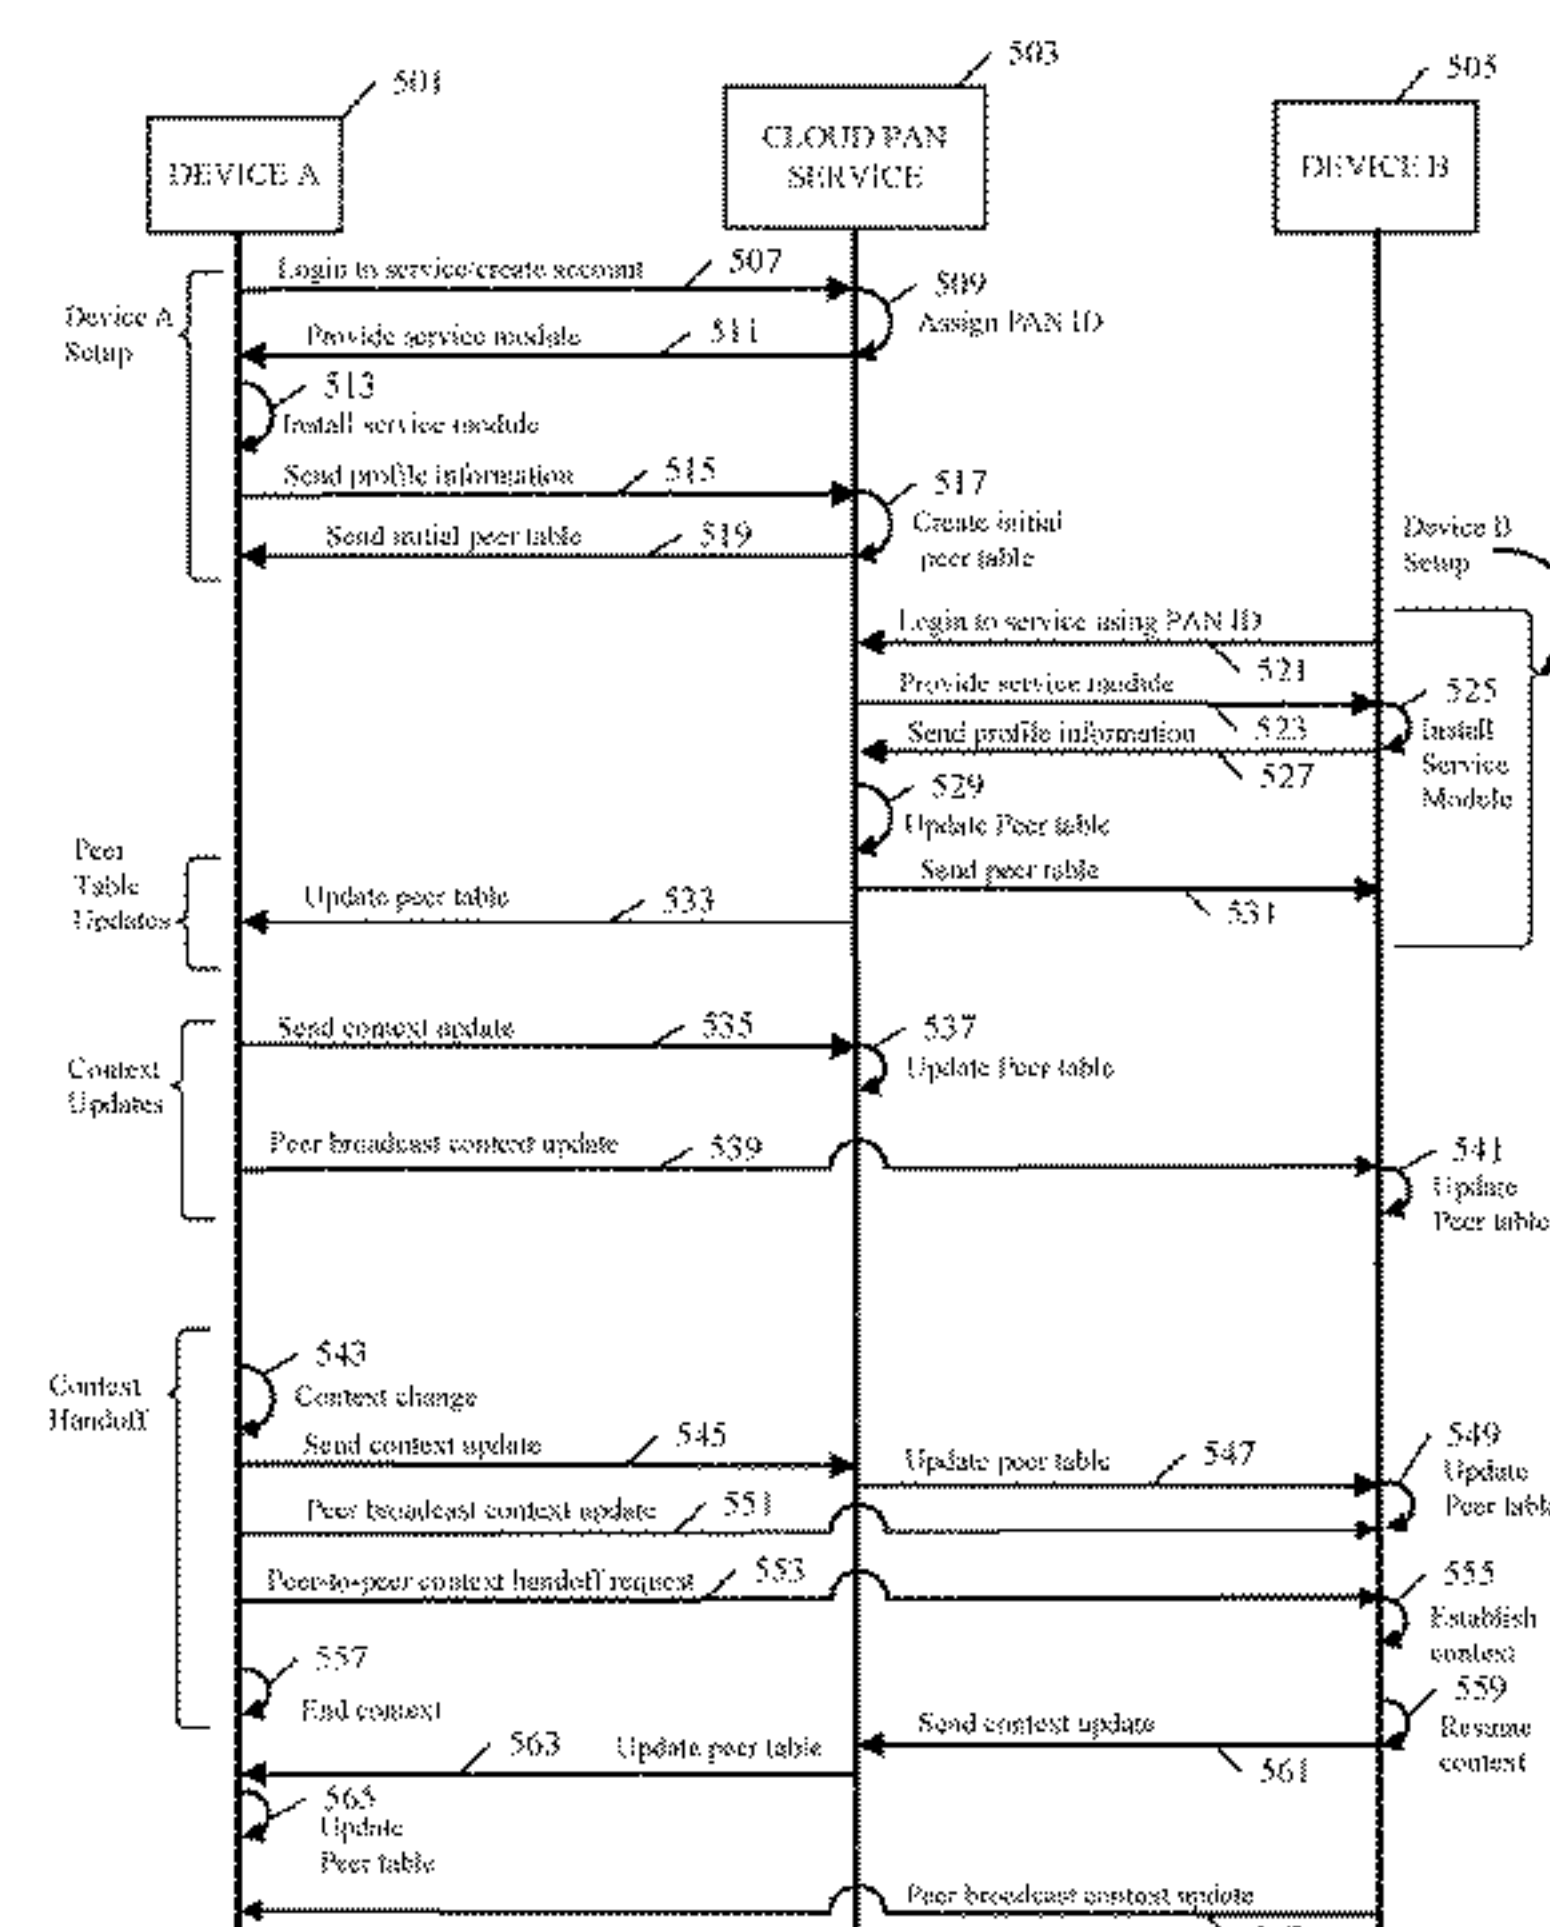 501
503
505
DEVICE A
CLOUD PAN
SERVICE
DEVICE B
Login to service/create account
507
509
Assign PAN ID
Device A
Setup
Provide service module
511
513
Install service module
Send profile information
515
517
Create initial
peer table
Send initial peer table
519
Device B
Setup
Login to service using PAN ID
521
Provide service module
523
525
Install
Service
Module
Send profile information
527
529
Update Peer table
Peer
Table
Updates
Send peer table
531
Update peer table
533
Send context update
535
537
Update Peer table
Context
Updates
Peer broadcast context update
539
541
Update
Peer table
543
Context change
Context
Handoff
Send context update
545
Update peer table
547
549
Update
Peer table
Peer broadcast context update
551
Peer-to-peer context handoff request
553
555
Establish
context
557
End context
559
Resume
context
Send context update
561
563
Update peer table
565
Update
Peer table
Peer broadcast context update